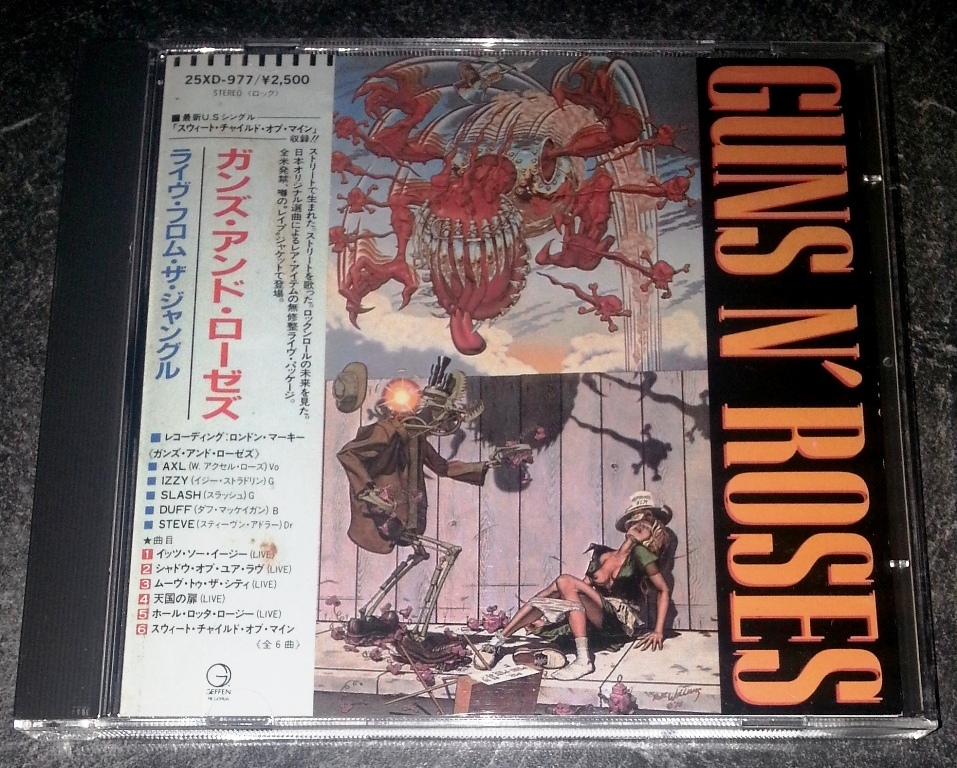 25XD-977/¥2,500
STEREO〈ロック〉
■最新U.S.シングル
「スウィート・チャイルド・オブ・マイン」
収録!!
ストリートで生まれた。ストリートを歌った。ロックンロールの未来を見た。
日本オリジナル選曲によるレア・アイテムの無修整ライヴ・パッケージ。
全米発禁、噂の"レイプ"ジャケットで登場。
ガンズ・アンド・ローゼズ
ライヴ・フロム・ザ・ジャングル
■レコーディング:ロンドン・マーキー
《ガンズ・アンド・ローゼズ》
■AXL(W. アクセル・ローズ) Vo
■IZZY(イジー・ストラドリン) G
■SLASH(スラッシュ) G
■DUFF(ダフ・マッケイガン) B
■STEVE(スティーヴン・アドラー) Dr
★曲目
1 イッツ・ソー・イージー(LIVE)
2 シャドウ・オブ・ユア・ラヴ(LIVE)
3 ムーヴ・トゥ・ザ・シティ(LIVE)
4 天国の扉(LIVE)
5 ホール・ロッタ・ロージー(LIVE)
6 スウィート・チャイルド・オブ・マイン
《全6曲》
GEFFEN
GUNS N' ROSES